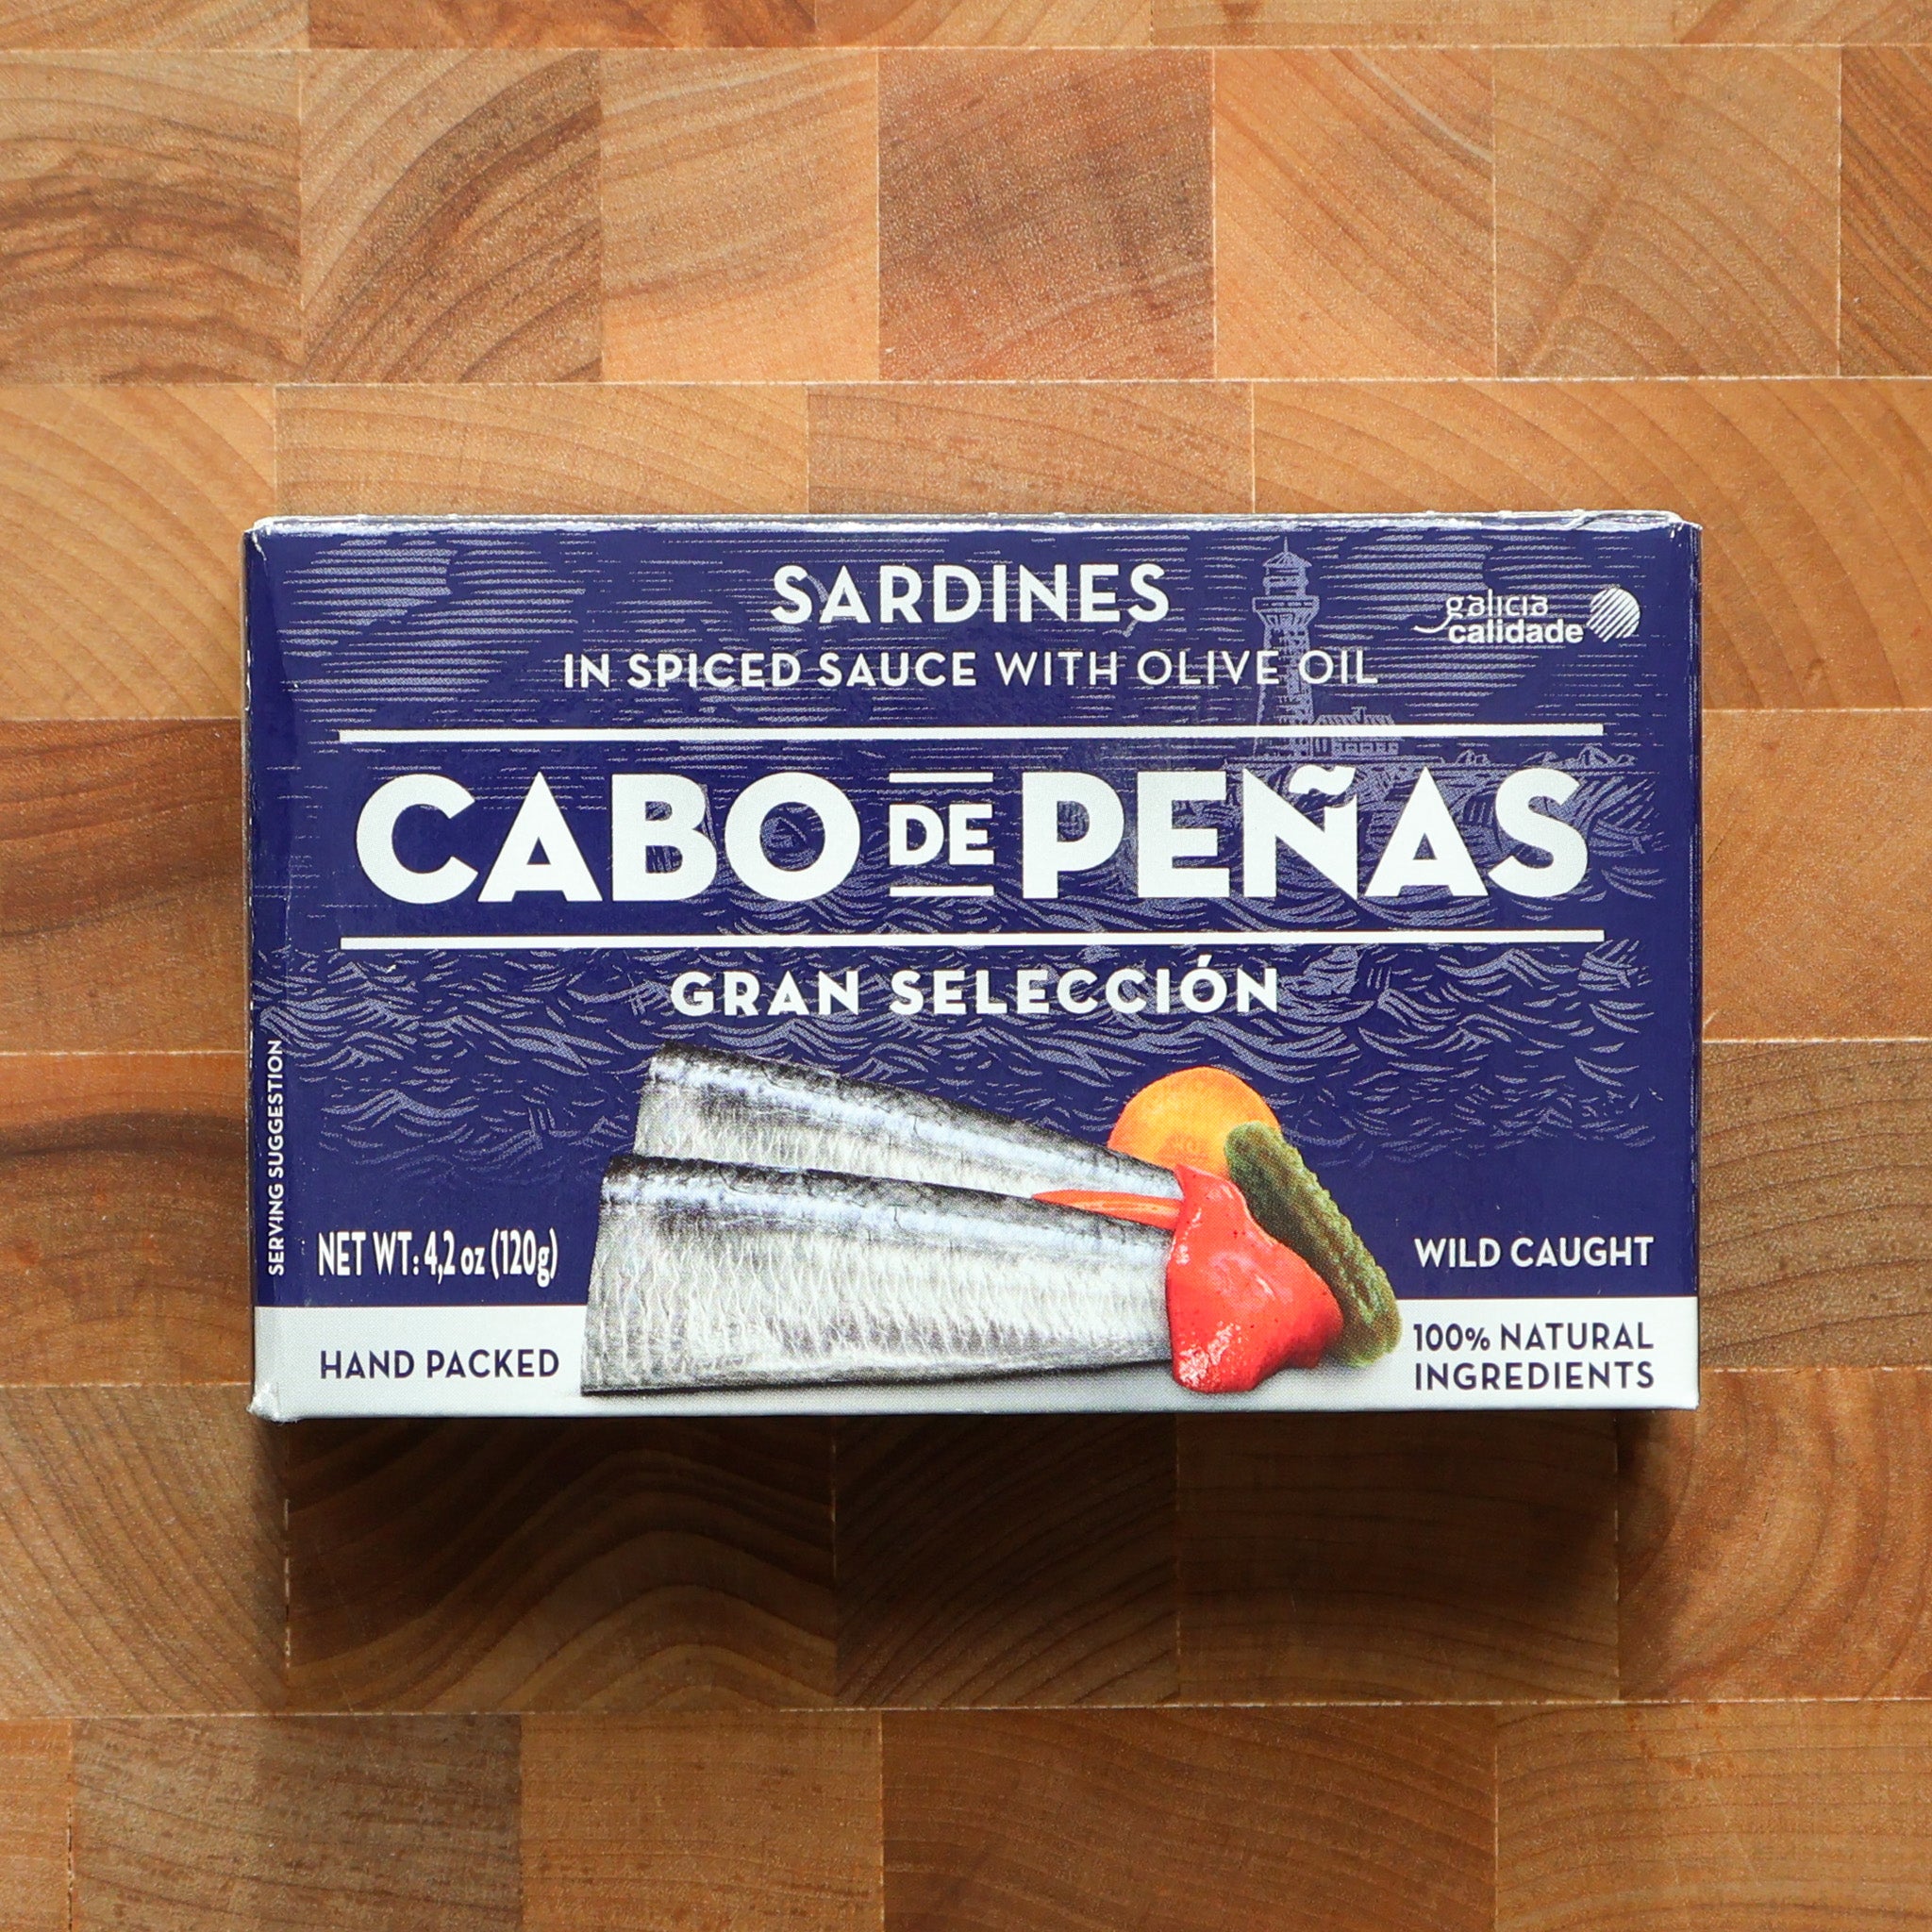 SARDINES
IN SPICED SAUCE WITH OLIVE OIL
galicia
calidade
CABO DE PEÑAS
GRAN SELECCIÓN
SERVING SUGGESTION
NET WT: 4,2 oz (120g)
HAND PACKED
WILD CAUGHT
100% NATURAL
INGREDIENTS